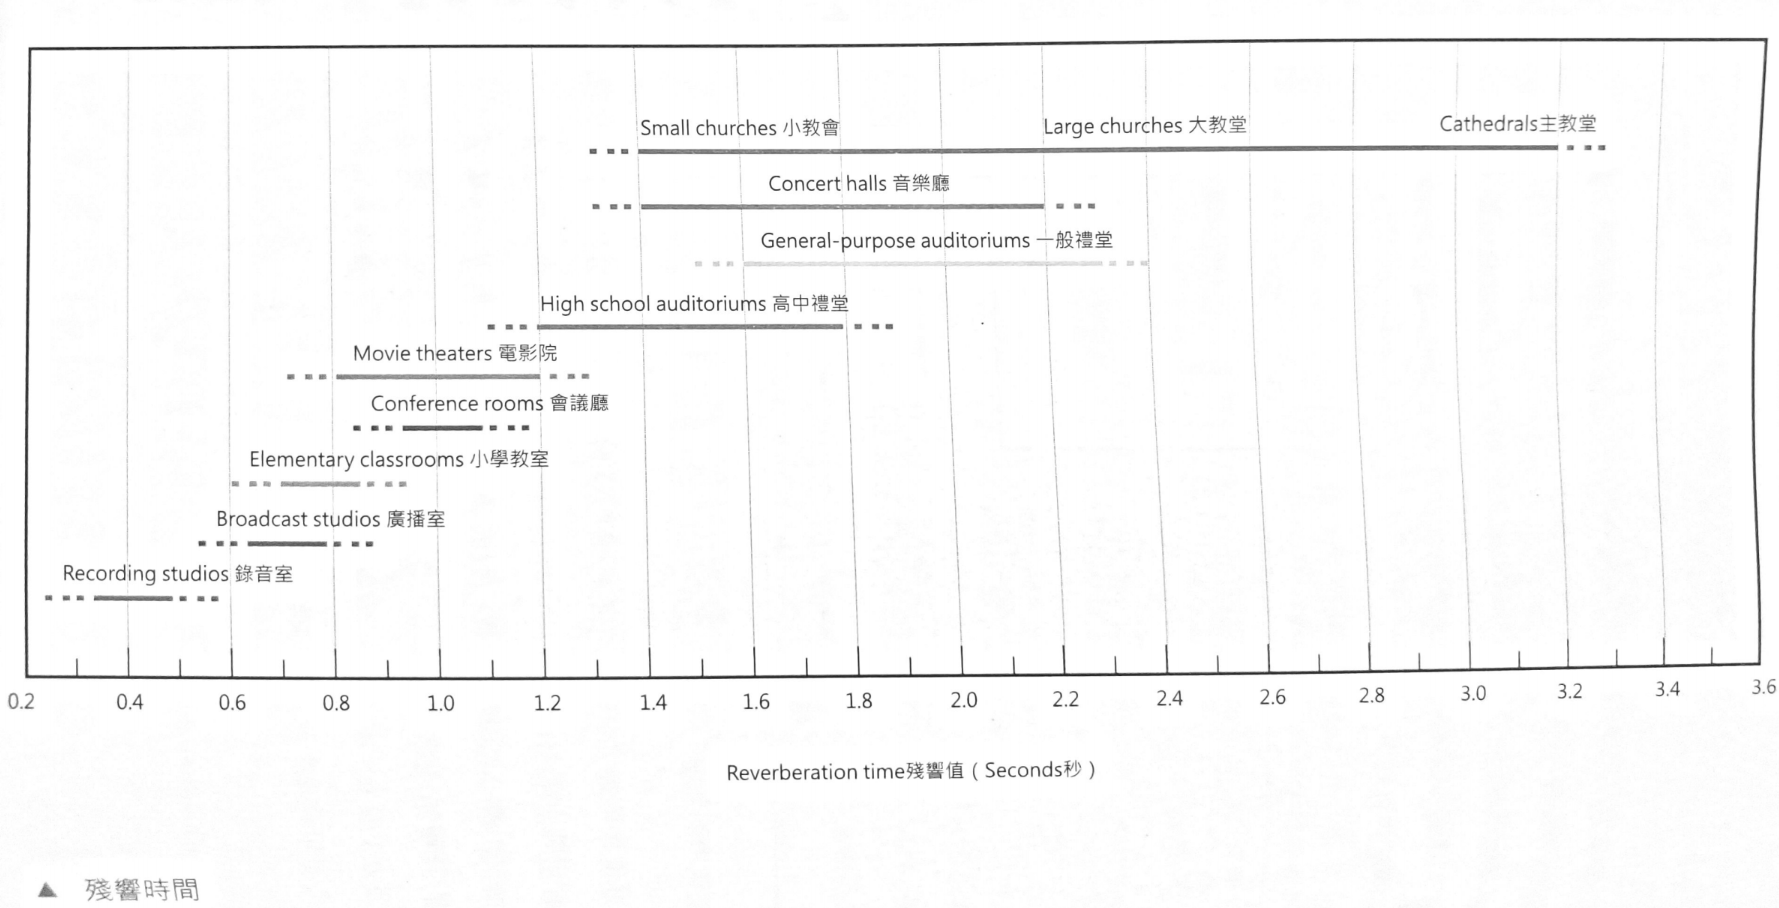 Small churches 小教會
Large churches 大教堂
Cathedrals主教堂
Concert halls 音樂廳
General-purpose auditoriums 一般禮堂
High school auditoriums 高中禮堂
Movie theaters 電影院
Conference rooms 會議廳
Elementary classrooms 小學教室
Broadcast studios 廣播室
Recording studios 錄音室
0.2 0.4 0.6 0.8 1.0 1.2 1.4 1.6 1.8 2.0 2.2 2.4 2.6 2.8 3.0 3.2 3.4 3.6
Reverberation time殘響值（Seconds秒）
▲ 殘響時間